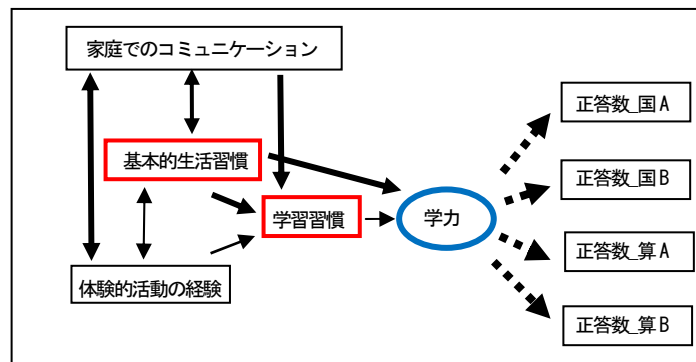 家庭でのコミュニケーション
基本的生活習慣
学習習慣
体験的活動の経験
学力
正答数_国A
正答数_国B
正答数_算A
正答数_算B